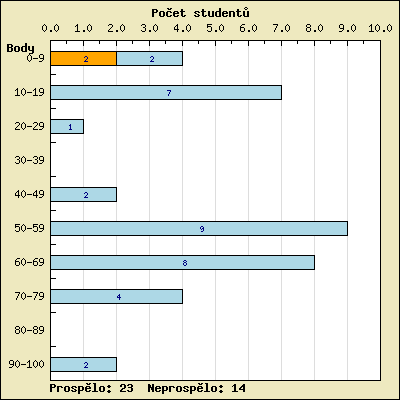 Počet studentů
0.0 1.0 2.0 3.0 4.0 5.0 6.0 7.0 8.0 9.0 10.0
Body
0-9 2 2
10-19 7
20-29 1
30-39
40-49 2
50-59 9
60-69 8
70-79 4
80-89
90-100 2
Prospělo: 23 Neprospělo: 14